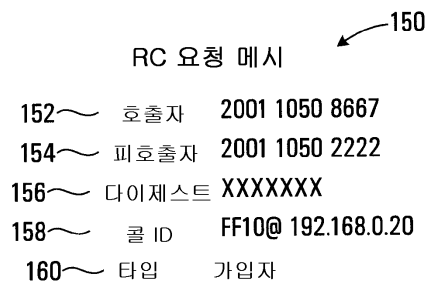 150
RC 요청 메시
152 호출자 2001 1050 8667
154 피호출자 2001 1050 2222
156 다이제스트 XXXXXXX
158 콜 ID FF10@ 192.168.0.20
160 타입 가입자